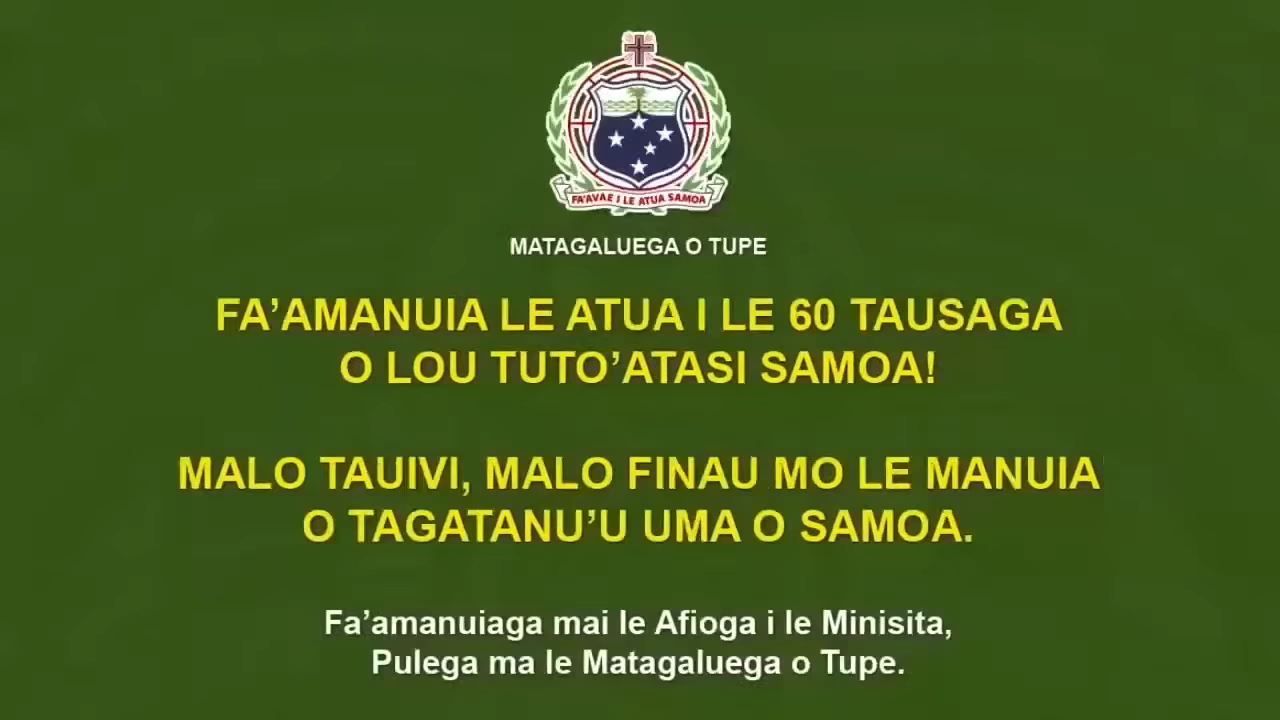 FA'AVAE I LE ATUA SAMOA
MATAGALUEGA O TUPE
FA’AMANUIA LE ATUA I LE 60 TAUSAGA
O LOU TUTO’ATASI SAMOA!
MALO TAUIVI, MALO FINAU MO LE MANUIA
O TAGATANU’U UMA O SAMOA.
Fa’amanuiaga mai le Afioga i le Minisita,
Pulega ma le Matagaluega o Tupe.